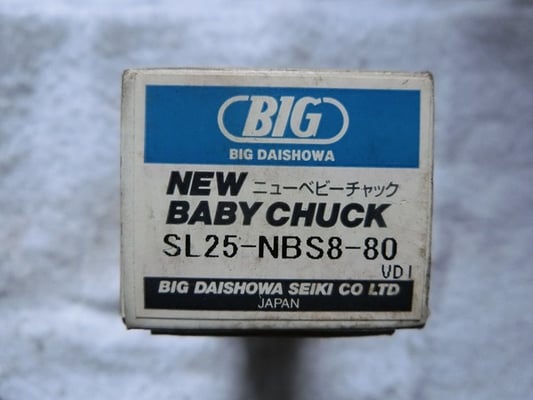 BIG
BIG DAISHOWA
NEW ニューベビーチャック
BABY CHUCK
SL25-NBS8-80
VD1
BIG DAISHOWA SEIKI CO LTD
JAPAN